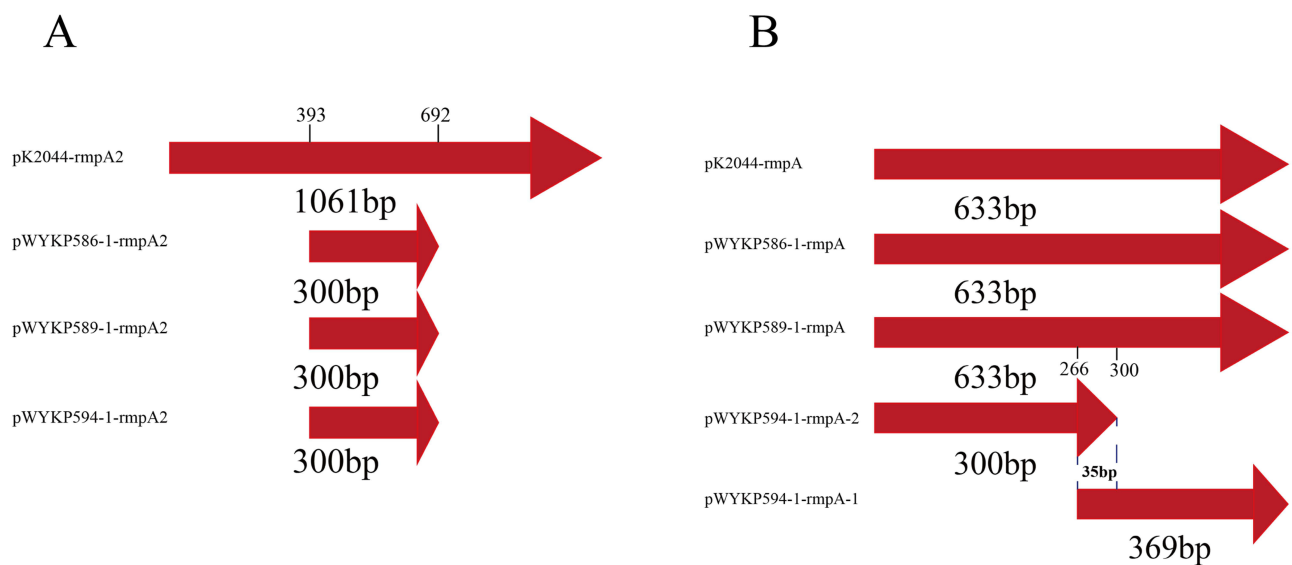 A
393
692
pK2044-rmpA2
1061bp
pWYKP586-1-rmpA2
300bp
pWYKP589-1-rmpA2
300bp
pWYKP594-1-rmpA2
300bp
B
pK2044-rmpA
633bp
pWYKP586-1-rmpA
633bp
pWYKP589-1-rmpA
633bp
266
300
pWYKP594-1-rmpA-2
300bp
35bp
pWYKP594-1-rmpA-1
369bp